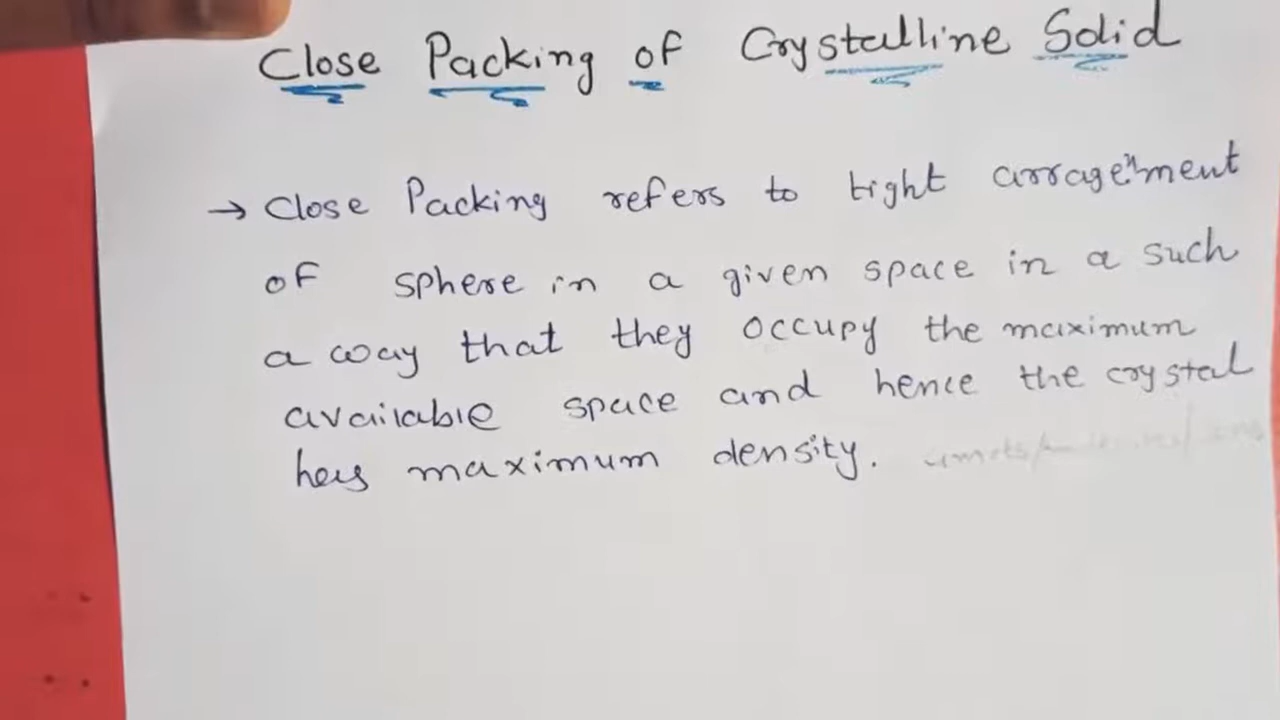 Close Packing of Crystalline Solid
→ Close Packing refers to tight arragement
of sphere in a given space in a such
a way that they occupy the maximum
available space and hence the crystal
has maximum density.